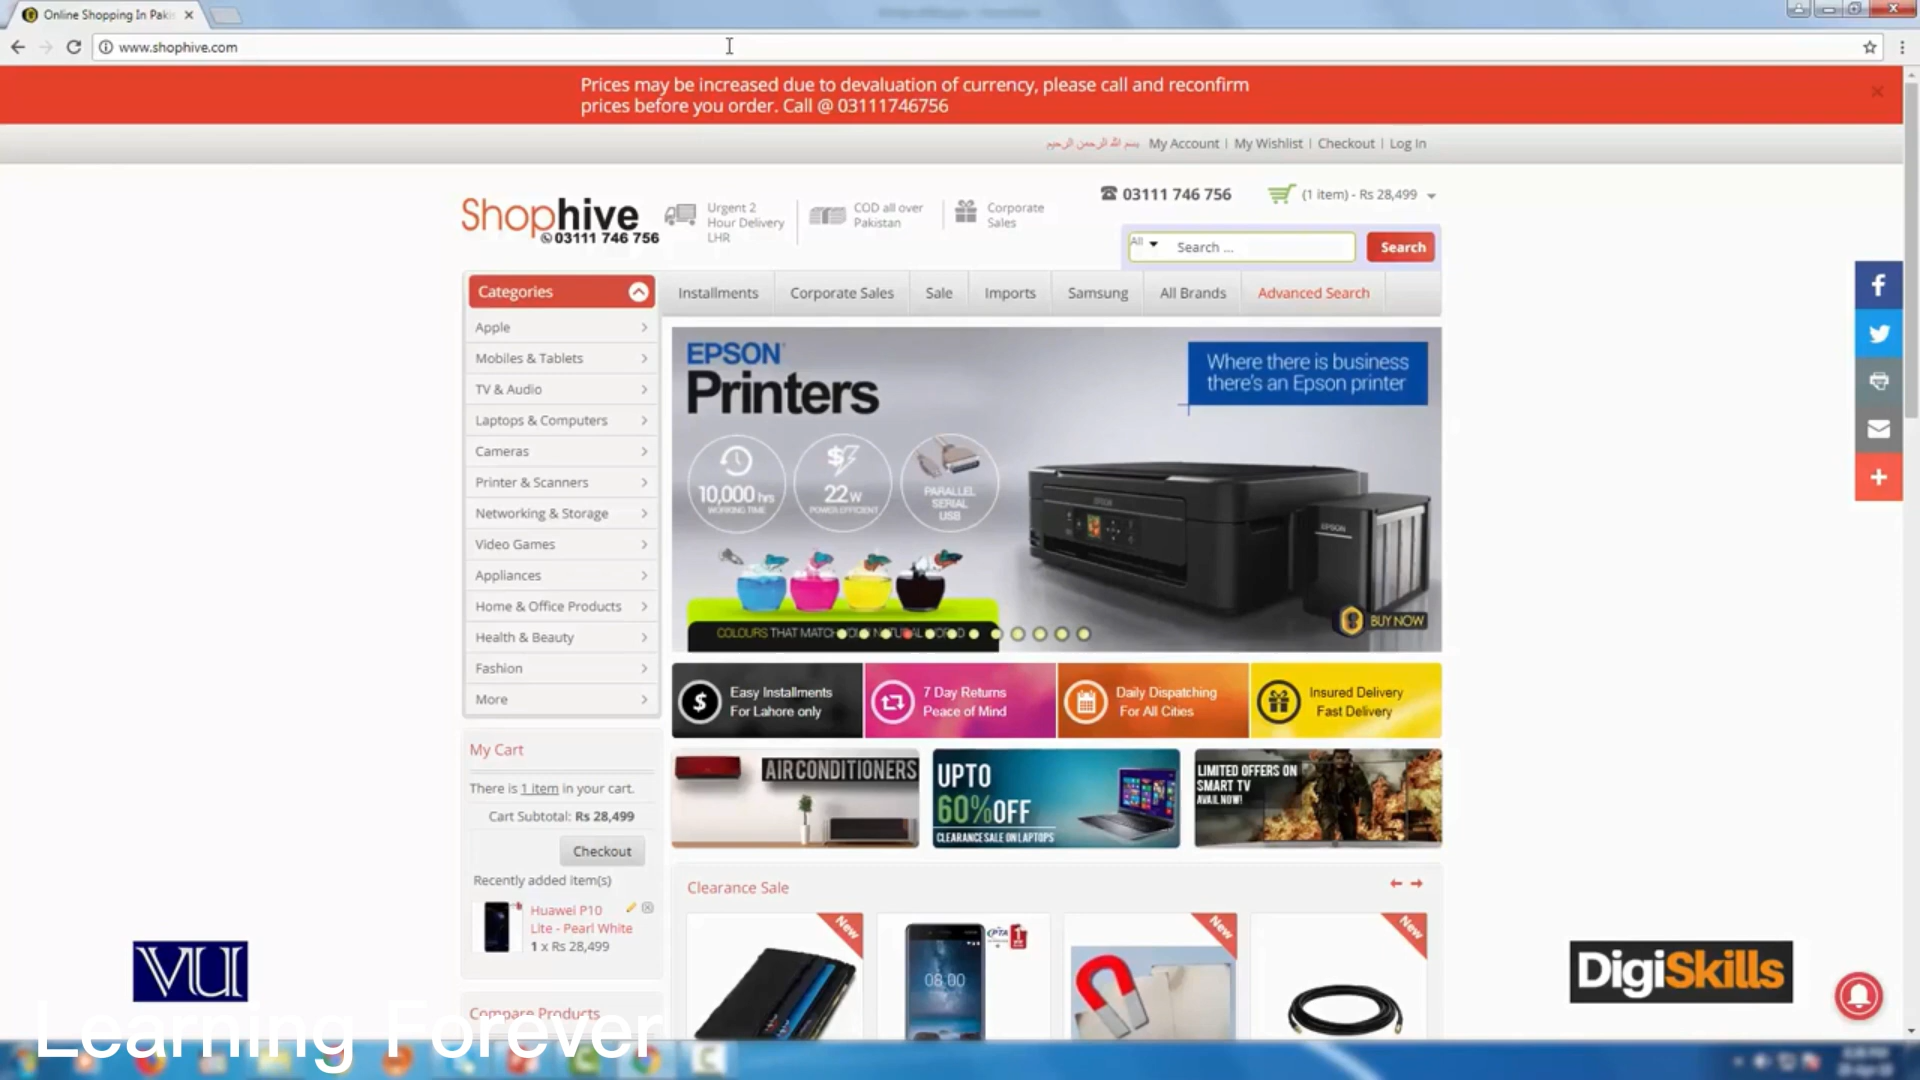 Online Shopping In Paki
www.shophive.com
Prices may be increased due to devaluation of currency, please call and reconfirm
prices before you order. Call @ 03111746756
بسم الله الرحمن الرحيم My Account | My Wishlist | Checkout | Log In
Shophive
03111 746 756
Urgent 2
Hour Delivery
LHR
COD all over
Pakistan
Corporate
Sales
03111 746 756
(1 item) - Rs 28,499
All
Search ...
Search
Categories
Installments
Corporate Sales
Sale
Imports
Samsung
All Brands
Advanced Search
Apple
Mobiles & Tablets
TV & Audio
Laptops & Computers
Cameras
Printer & Scanners
Networking & Storage
Video Games
Appliances
Home & Office Products
Health & Beauty
Fashion
More
EPSON
Printers
Where there is business
there's an Epson printer
10,000 hrs
WORKING TIME
22W
POWER EFFICIENT
PARALLEL
SERIAL
USB
EPSON
EPSON
COLOURS THAT MATCH YOUR NATURAL WORLD
BUY NOW
Easy Installments
For Lahore only
7 Day Returns
Peace of Mind
Daily Dispatching
For All Cities
Insured Delivery
Fast Delivery
AIRCONDITIONERS
UPTO
60%OFF
CLEARANCE SALE ON LAPTOPS
LIMITED OFFERS ON
SMART TV
AVAIL NOW!
My Cart
There is 1 item in your cart.
Cart Subtotal: Rs 28,499
Checkout
Recently added item(s)
Huawei P10
Lite - Pearl White
1 x Rs 28,499
Compare Products
Clearance Sale
New
PTA
08:00
New
New
VU
Learning Forever
DigiSkills